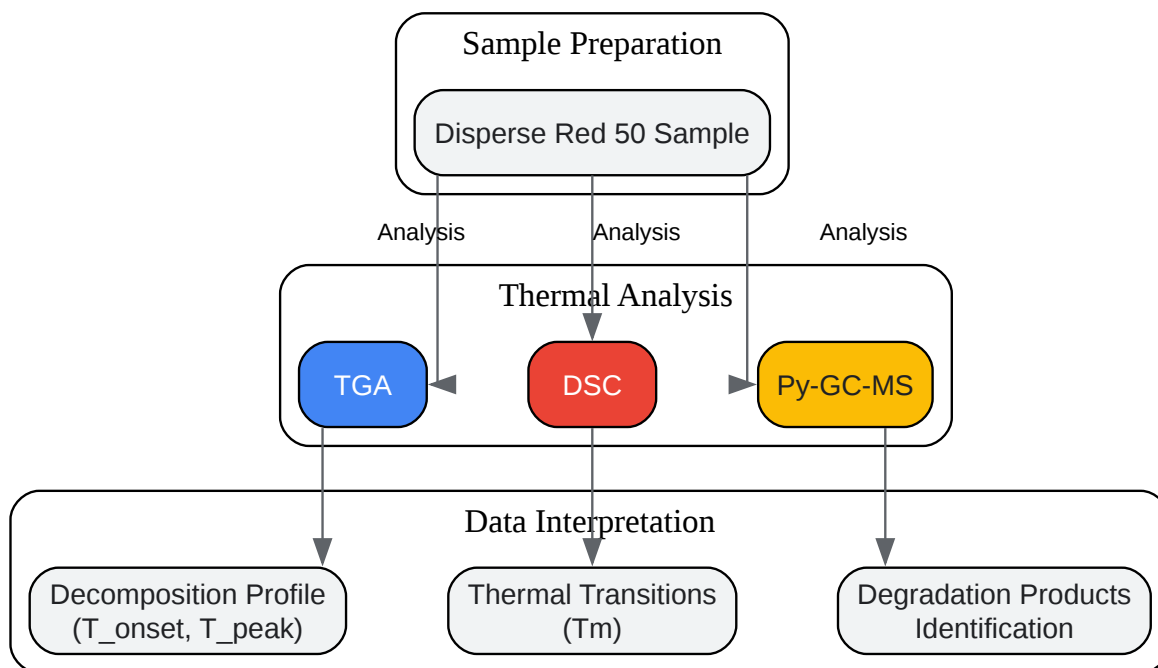 Sample Preparation
Disperse Red 50 Sample
Analysis
Analysis
Analysis
Thermal Analysis
TGA
DSC
Py-GC-MS
Data Interpretation
Decomposition Profile
(T_onset, T_peak)
Thermal Transitions
(Tm)
Degradation Products
Identification